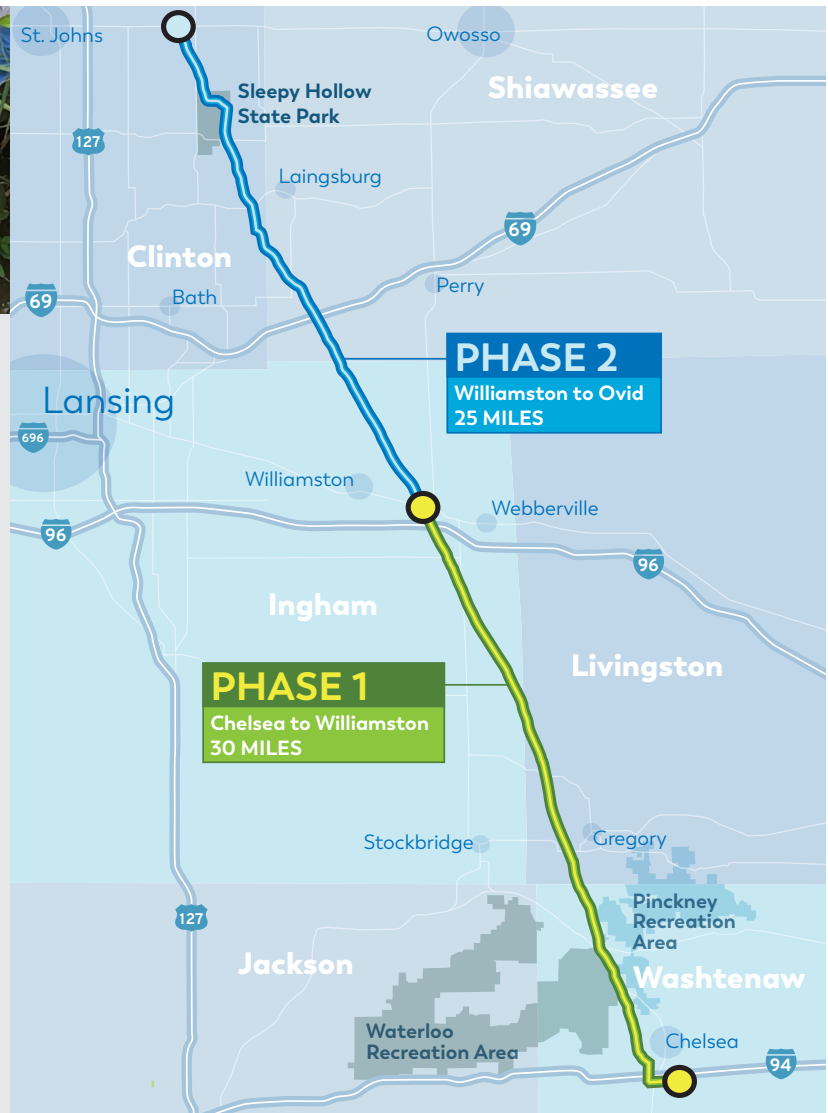 St. Johns
Owosso
Shiawassee
Sleepy Hollow
State Park
127
Laingsburg
69
Clinton
69
Bath
Perry
PHASE 2
Williamston to Ovid
25 MILES
Lansing
696
Williamston
Webberville
96
96
Ingham
Livingston
PHASE 1
Chelsea to Williamston
30 MILES
Stockbridge
Gregory
Pinckney
Recreation
Area
127
Jackson
Washtenaw
Waterloo
Recreation Area
Chelsea
94